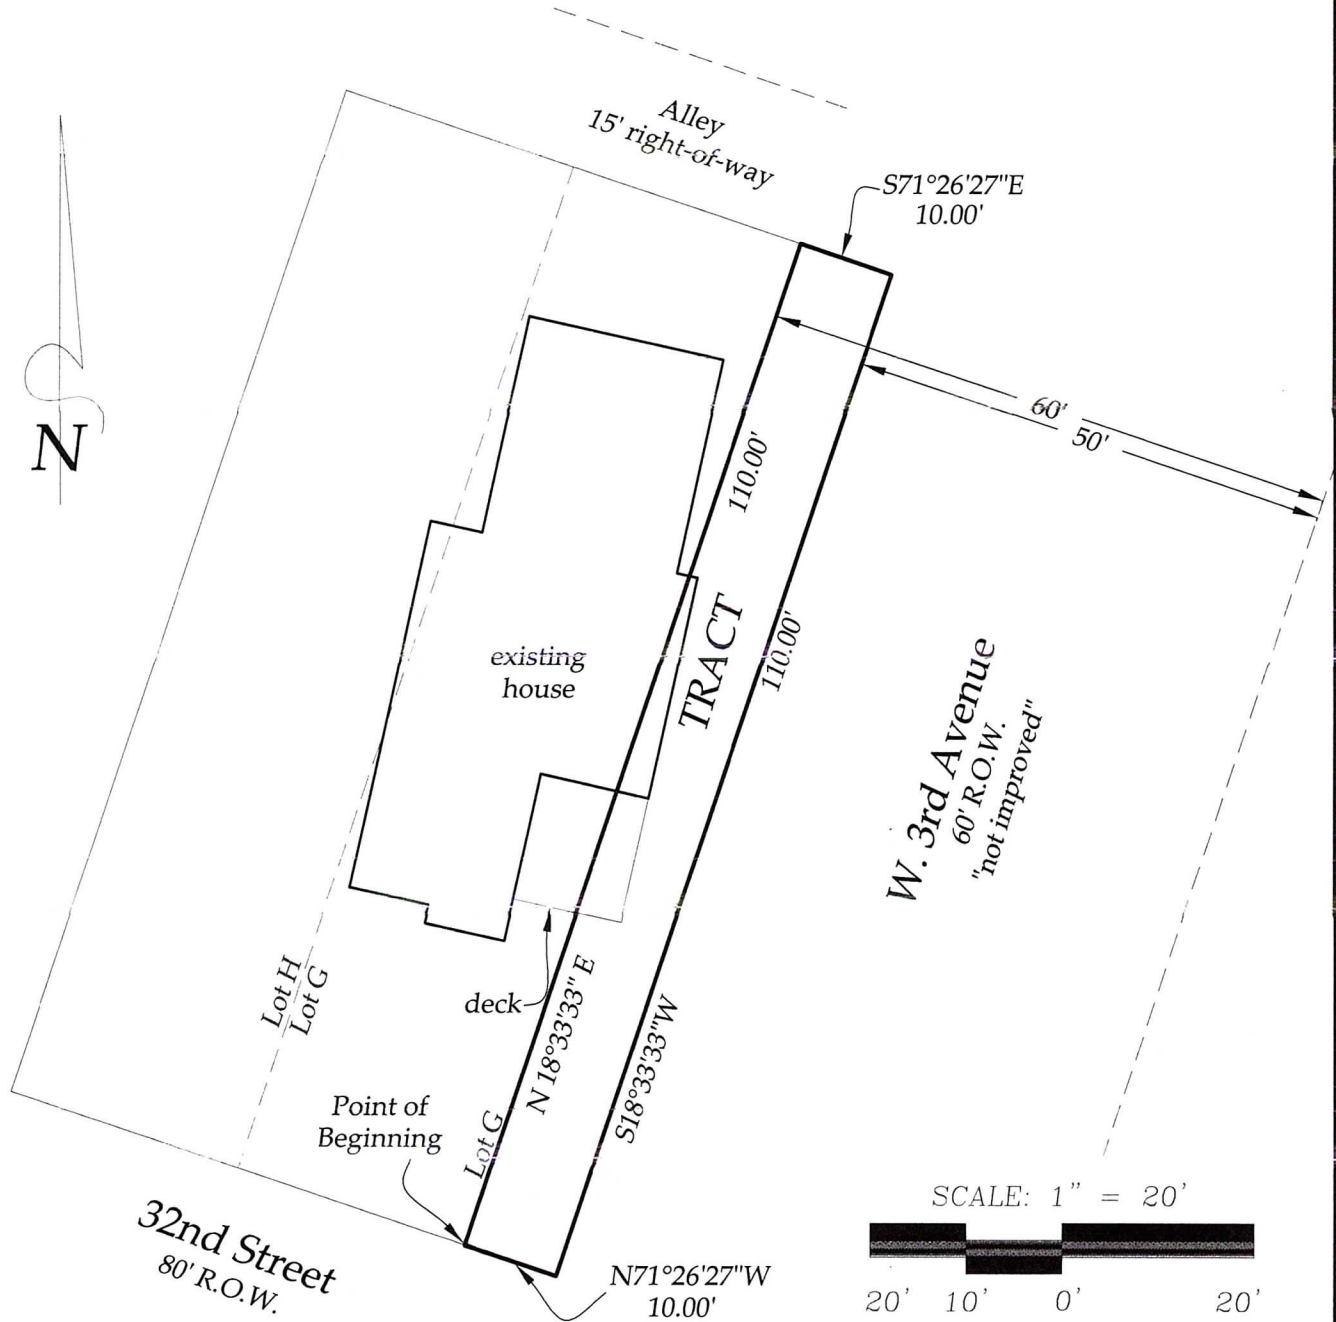 Alley
15' right-of-way
S71°26'27"E
10.00'
N
60'
50'
110.00'
TRACT
110.00'
existing
house
W. 3rd Avenue
60' R.O.W.
"not improved"
deck
N 18°33'33" E
S18°33'33"W
Lot H
Lot G
Point of
Beginning
Lot G
32nd Street
80' R.O.W.
N71°26'27"W
10.00'
SCALE: 1" = 20'
20' 10' 0' 20'